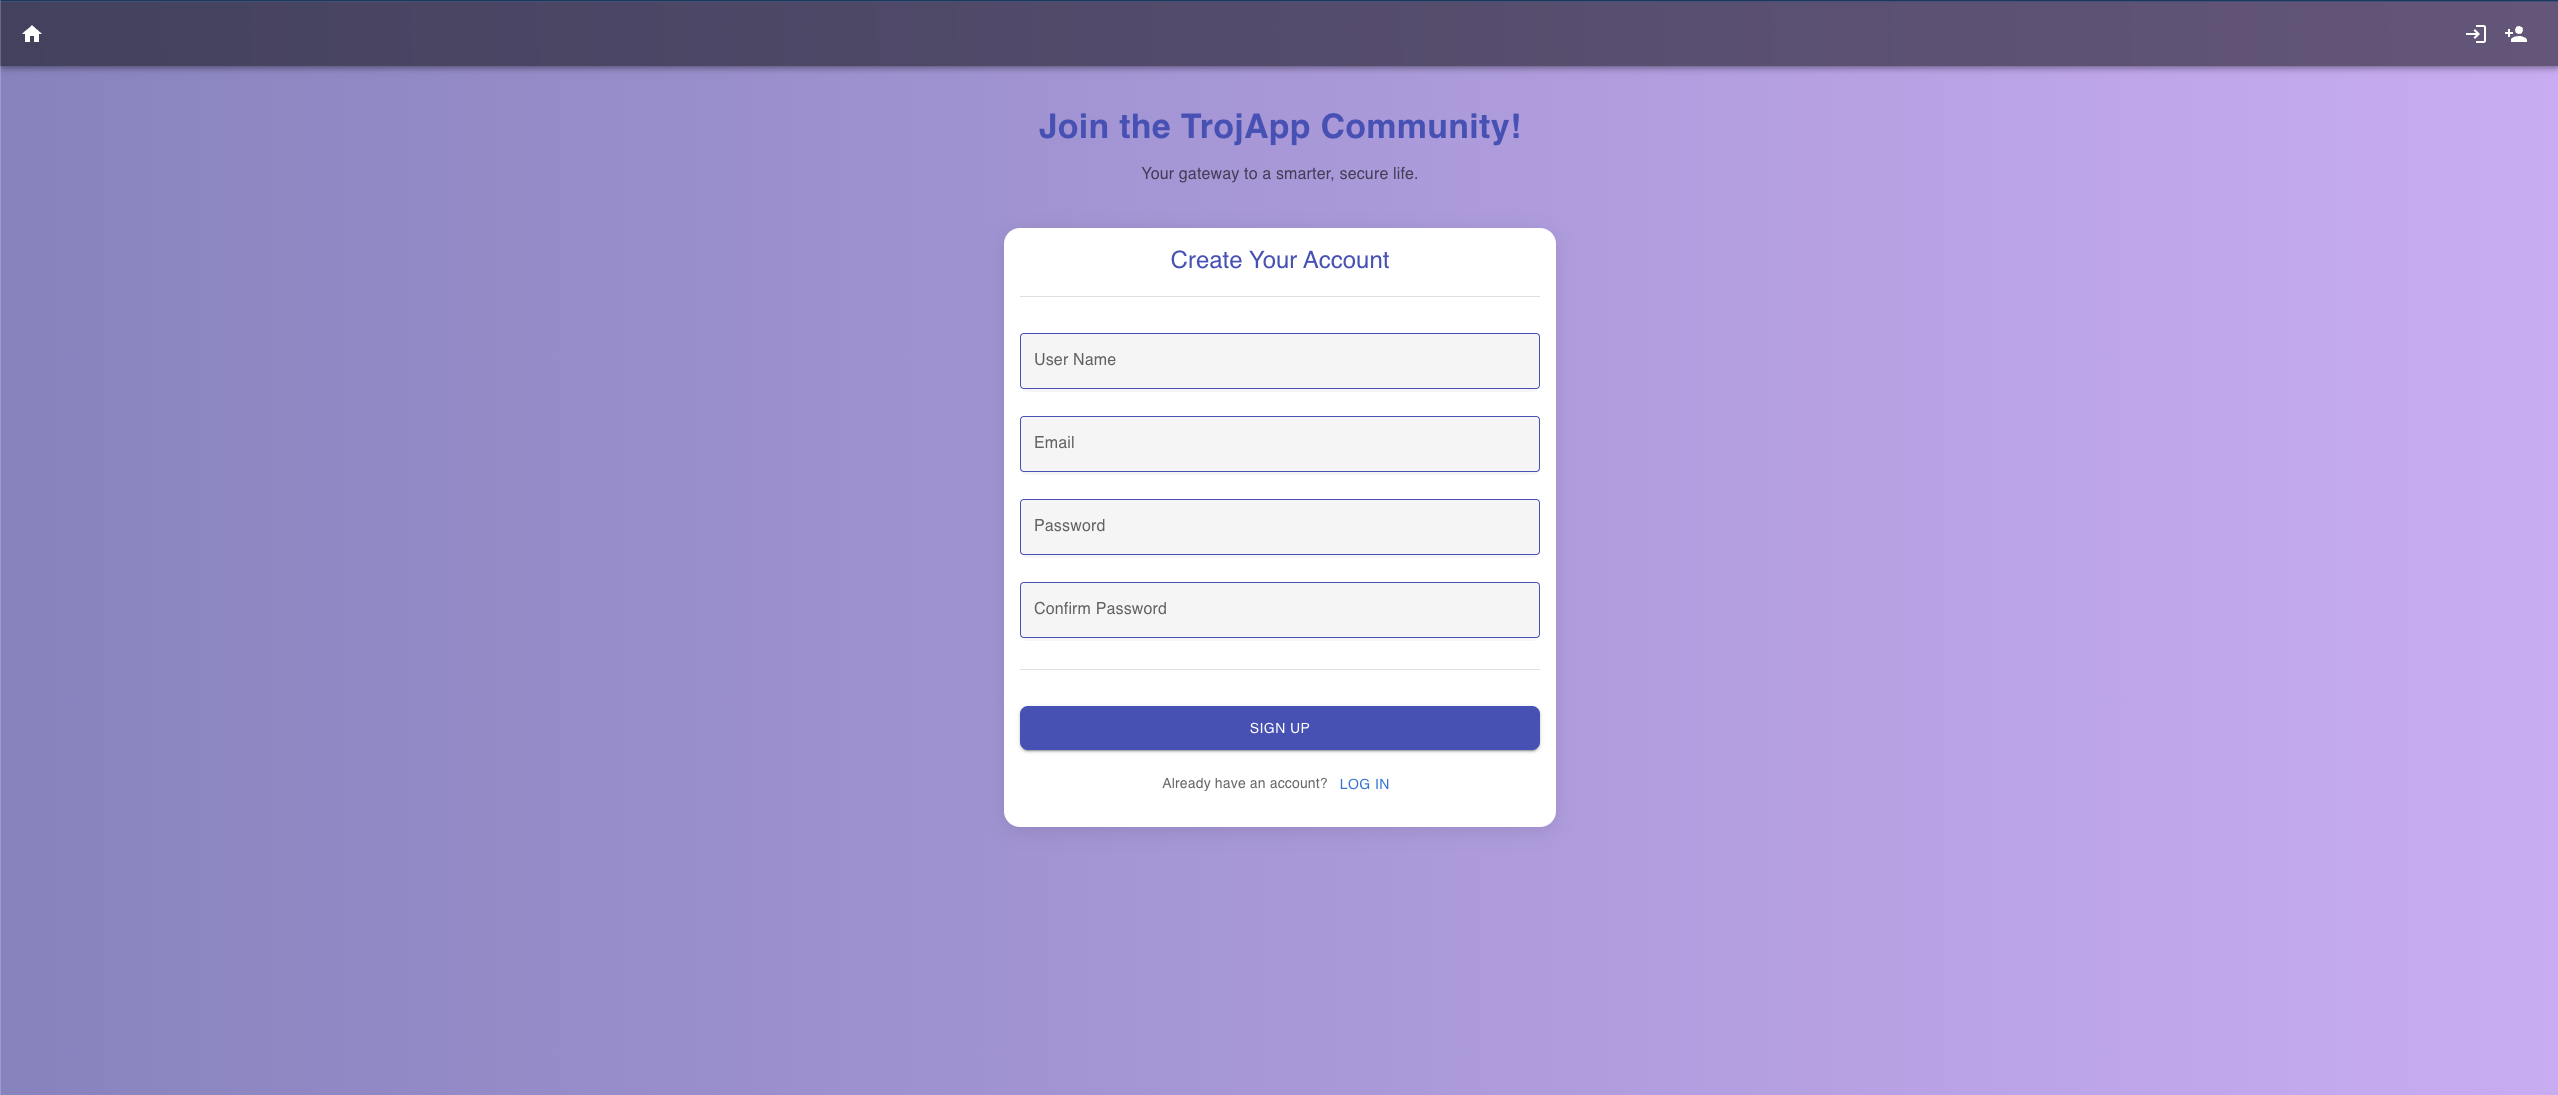 Join the TrojApp Community!
Your gateway to a smarter, secure life.
Create Your Account
User Name
Email
Password
Confirm Password
SIGN UP
Already have an account? LOG IN